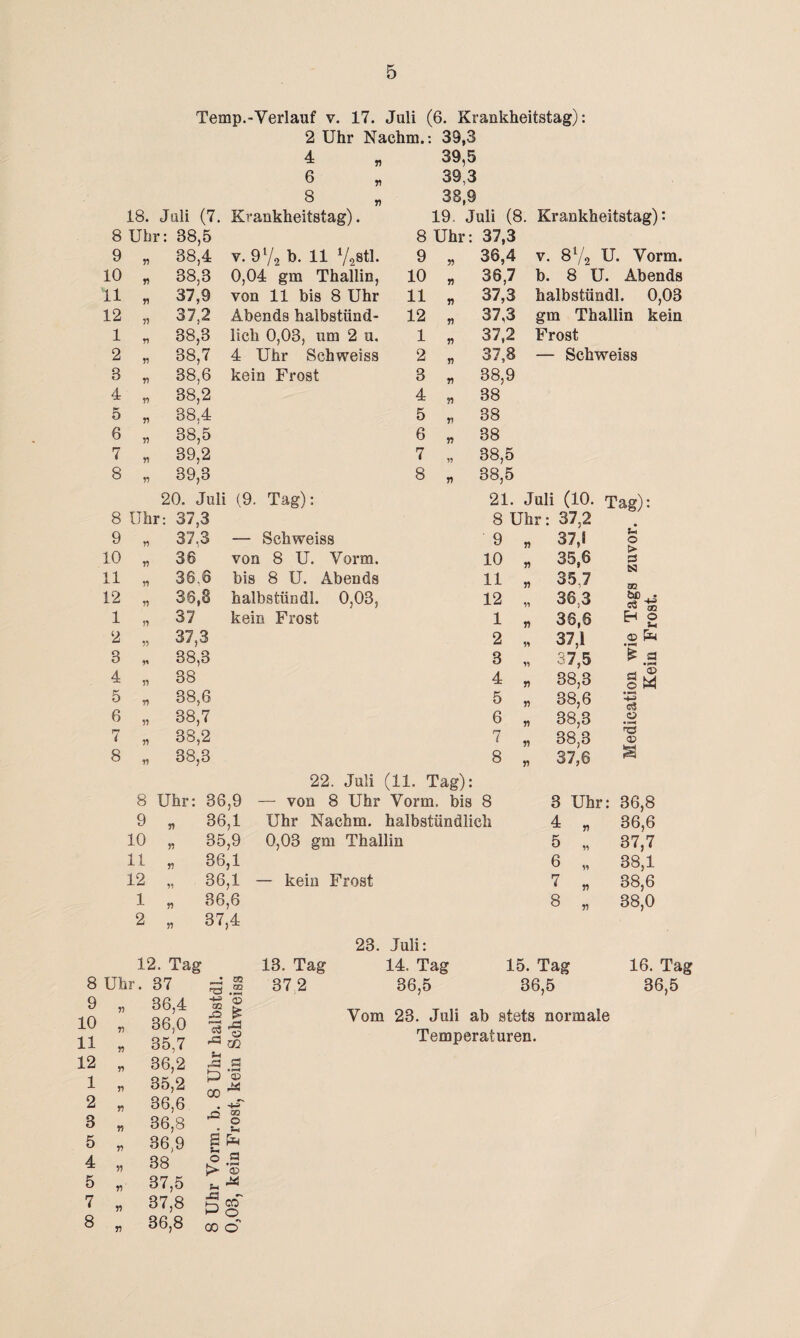 5
Temp.-Verlauf v. 17. Juli (6. Krankheitstag):
2 Uhr Nachm.: 39,3
4 „ 39,5
6 „ 39,3
8 „ 38,9
18. Juli (7. Krankheitstag).
8 Uhr: 38,5
9 „ 38,4 v. 9½ b. 11 ½stl.
10 „ 38,3 0,04 gm Thallin,
11 „ 37,9 von 11 bis 8 Uhr
12 „ 37,2 Abends halbstünd-
1 „ 38,3 lich 0,03, um 2 u.
2 „ 38,7 4 Uhr Schweiss
3 „ 38,6 kein Frost
4 „ 38,2
5 „ 38,4
6 „ 38,5
7 „ 39,2
8 „ 39,3
19. Juli (8. Krankheitstag):
8 Uhr: 37,3
9 „ 36,4 v. 8½ U. Vorm.
10 „ 36,7 b. 8 U. Abends
11 „ 37,3 halbstündl. 0,03
12 „ 37,3 gm Thallin kein
1 „ 37,2 Frost
2 „ 37,8 — Schweiss
3 „ 38,9
4 „ 38
5 „ 38
6 „ 38
7 „ 38,5
8 „ 38,5
20. Juli (9. Tag):
8 Uhr: 37,3
9 „ 37,3 — Schweiss
10 „ 36 von 8 U. Vorm.
11 „ 36,6 bis 8 U. Abends
12 „ 36,8 halbstündl. 0,03,
1 „ 37 kein Frost
2 „ 37,3
3 „ 38,3
4 „ 38
5 „ 38,6
6 „ 38,7
7 „ 38,2
8 „ 38,3
21. Juli (10. Tag):
8 Uhr: 37,2
9 „ 37,1
10 „ 35,6
11 „ 35,7
12 „ 36,3
1 „ 36,6
2 „ 37,1
3 „ 37,5
4 „ 38,3
5 „ 38,6
6 „ 38,3
7 „ 38,3
8 „ 37,6
Medication wie Tags zuvor.
Kein Frost.
22. Juli (11. Tag):
8 Uhr: 36,9 — von 8 Uhr Vorm. bis 8
9 „ 36,1 Uhr Nachm. halbstündlich
10 „ 35,9 0,03 gm Thallin
11 „ 36,1
12 „ 36,1 — kein Frost
1 „ 36,6
2 „ 37,4
3 Uhr: 36,8
4 „ 36,6
5 „ 37,7
6 „ 38,1
7 „ 38,6
8 „ 38,0
23. Juli:
12. Tag
8 Uhr. 37
9 „ 36,4
10 „ 36,0
11 „ 35,7
12 „ 36,2
1 „ 35,2
2 „ 36,6
3 „ 36,8
5 „ 36,9
4 „ 38
5 „ 37,5
7 „ 37,8
8 „ 36,8
8 Uhr Vorm. b. 8 Uhr halbstdl.
0,03, kein Frost, kein Schweiss
13. Tag 14. Tag 15. Tag 16. Tag
37 2 36,5 36,5 36,5
Vom 23. Juli ab stets normale
Temperaturen.